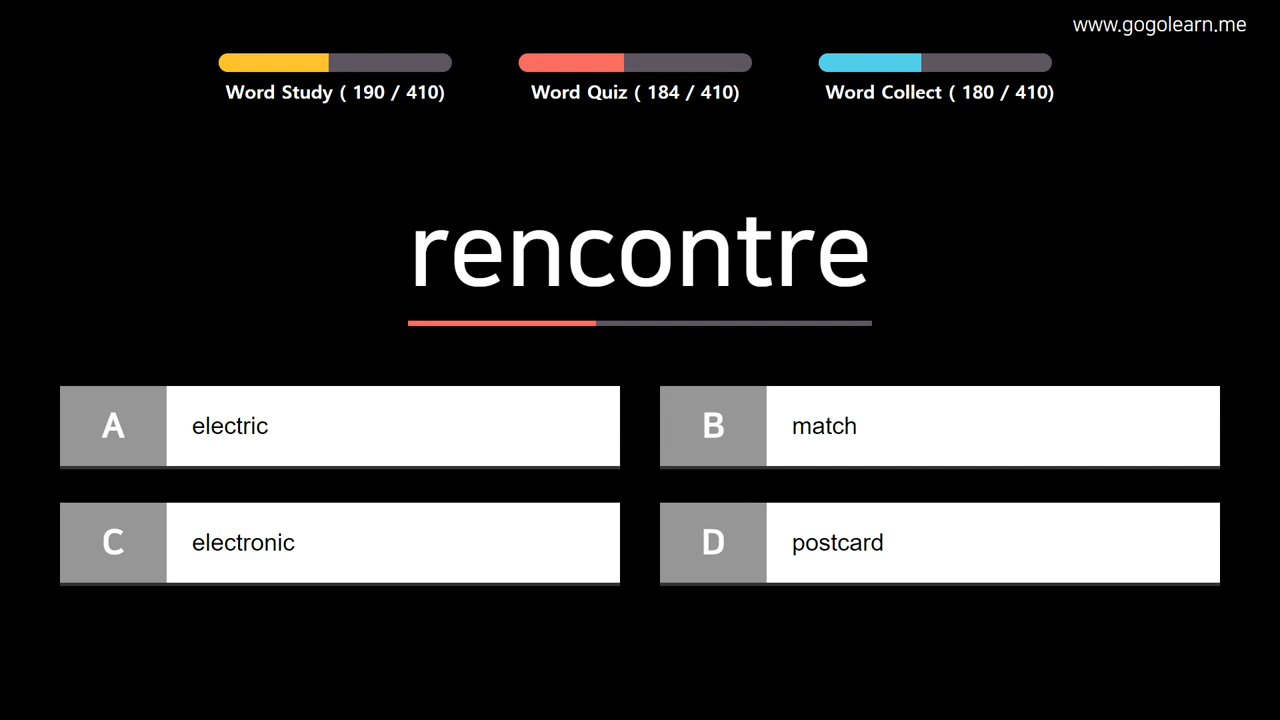 www.gogolearn.me
Word Study ( 190 / 410)
Word Quiz ( 184 / 410)
Word Collect ( 180 / 410)
rencontre
A electric
B match
C electronic
D postcard